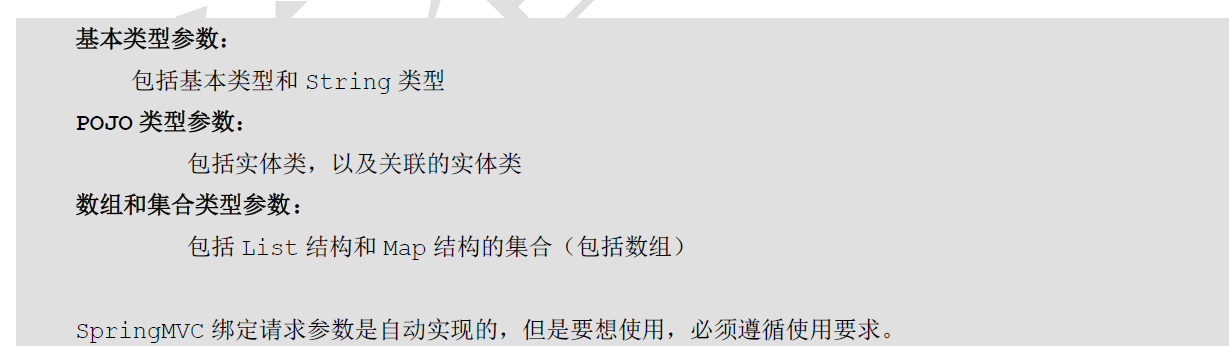 基本类型参数：
包括基本类型和 String 类型
POJO 类型参数：
包括实体类，以及关联的实体类
数组和集合类型参数：
包括 List 结构和 Map 结构的集合（包括数组）
SpringMVC 绑定请求参数是自动实现的，但是要想使用，必须遵循使用要求。